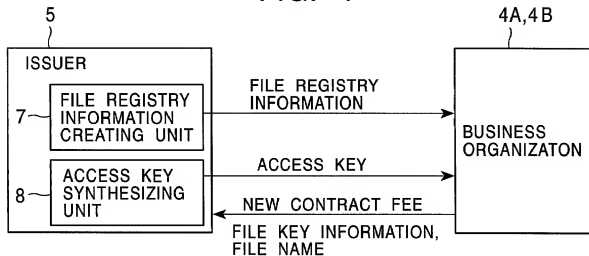 5
4A,4B
ISSUER
FILE REGISTRY
INFORMATION
7
FILE REGISTRY
INFORMATION
CREATING UNIT
BUSINESS
ORGANIZATON
ACCESS KEY
8
ACCESS KEY
SYNTHESIZING
UNIT
NEW CONTRACT FEE
FILE KEY INFORMATION,
FILE NAME